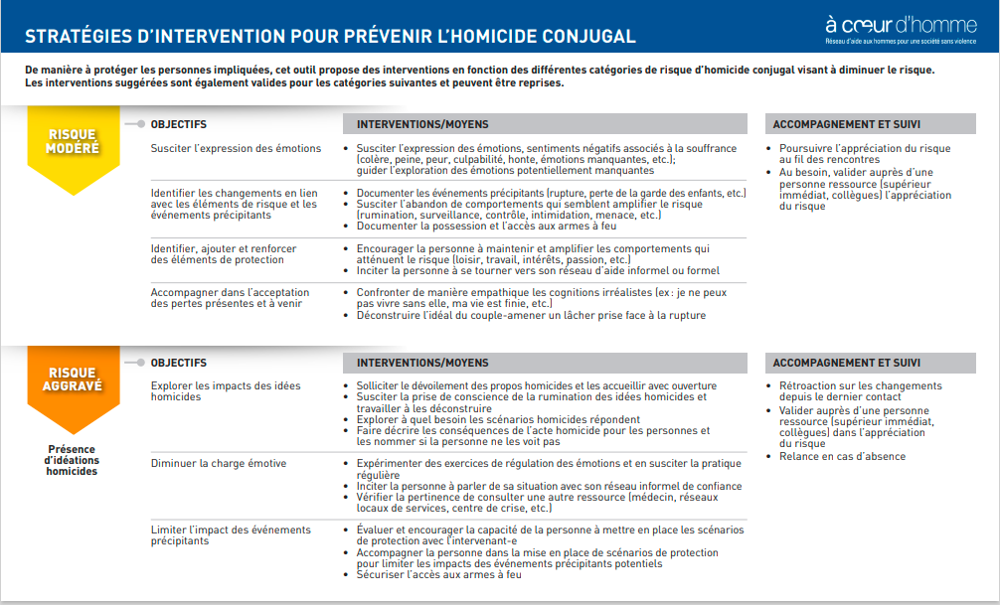 STRATÉGIES D'INTERVENTION POUR PRÉVENIR L'HOMICIDE CONJUGAL
à cœur d'homme
Réseau d'aide aux hommes pour une société sans violence
De manière à protéger les personnes impliquées, cet outil propose des interventions en fonction des différentes catégories de risque d'homicide conjugal visant à diminuer le risque.
Les interventions suggérées sont également valides pour les catégories suivantes et peuvent être reprises.
RISQUE
MODÉRÉ
OBJECTIFS
INTERVENTIONS/MOYENS
ACCOMPAGNEMENT ET SUIVI
Susciter l'expression des émotions
• Susciter l'expression des émotions, sentiments négatifs associés à la souffrance
(colère, peine, peur, culpabilité, honte, émotions manquantes, etc.);
guider l'exploration des émotions potentiellement manquantes
• Poursuivre l'appréciation du risque
au fil des rencontres
• Au besoin, valider auprès d'une
personne ressource (supérieur
immédiat, collègues) l'appréciation
du risque
Identifier les changements en lien
avec les éléments de risque et les
événements précipitants
• Documenter les événements précipitants (rupture, perte de la garde des enfants, etc.)
• Susciter l'abandon de comportements qui semblent amplifier le risque
(rumination, surveillance, contrôle, intimidation, menace, etc.)
• Documenter la possession et l'accès aux armes à feu
Identifier, ajouter et renforcer
des éléments de protection
• Encourager la personne à maintenir et amplifier les comportements qui
atténuent le risque (loisir, travail, intérêts, passion, etc.)
• Inciter la personne à se tourner vers son réseau d'aide informel ou formel
Accompagner dans l'acceptation
des pertes présentes et à venir
• Confronter de manière empathique les cognitions irréalistes (ex : je ne peux
pas vivre sans elle, ma vie est finie, etc.)
• Déconstruire l'idéal du couple-amener un lâcher prise face à la rupture
RISQUE
AGGRAVÉ
Présence
d'idéations
homicides
OBJECTIFS
INTERVENTIONS/MOYENS
ACCOMPAGNEMENT ET SUIVI
Explorer les impacts des idées
homicides
• Solliciter le dévoilement des propos homicides et les accueillir avec ouverture
• Susciter la prise de conscience de la rumination des idées homicides et
travailler à les déconstruire
• Explorer à quel besoin les scénarios homicides répondent
• Faire décrire les conséquences de l'acte homicide pour les personnes et
les nommer si la personne ne les voit pas
• Rétroaction sur les changements
depuis le dernier contact
• Valider auprès d'une personne
ressource (supérieur immédiat,
collègues) dans l'appréciation
du risque
• Relance en cas d'absence
Diminuer la charge émotive
• Expérimenter des exercices de régulation des émotions et en susciter la pratique
régulière
• Inciter la personne à parler de sa situation avec son réseau informel de confiance
• Vérifier la pertinence de consulter une autre ressource (médecin, réseaux
locaux de services, centre de crise, etc.)
Limiter l'impact des événements
précipitants
• Évaluer et encourager la capacité de la personne à mettre en place les scénarios
de protection avec l'intervenant-e
• Accompagner la personne dans la mise en place de scénarios de protection
pour limiter les impacts des événements précipitants potentiels
• Sécuriser l'accès aux armes à feu